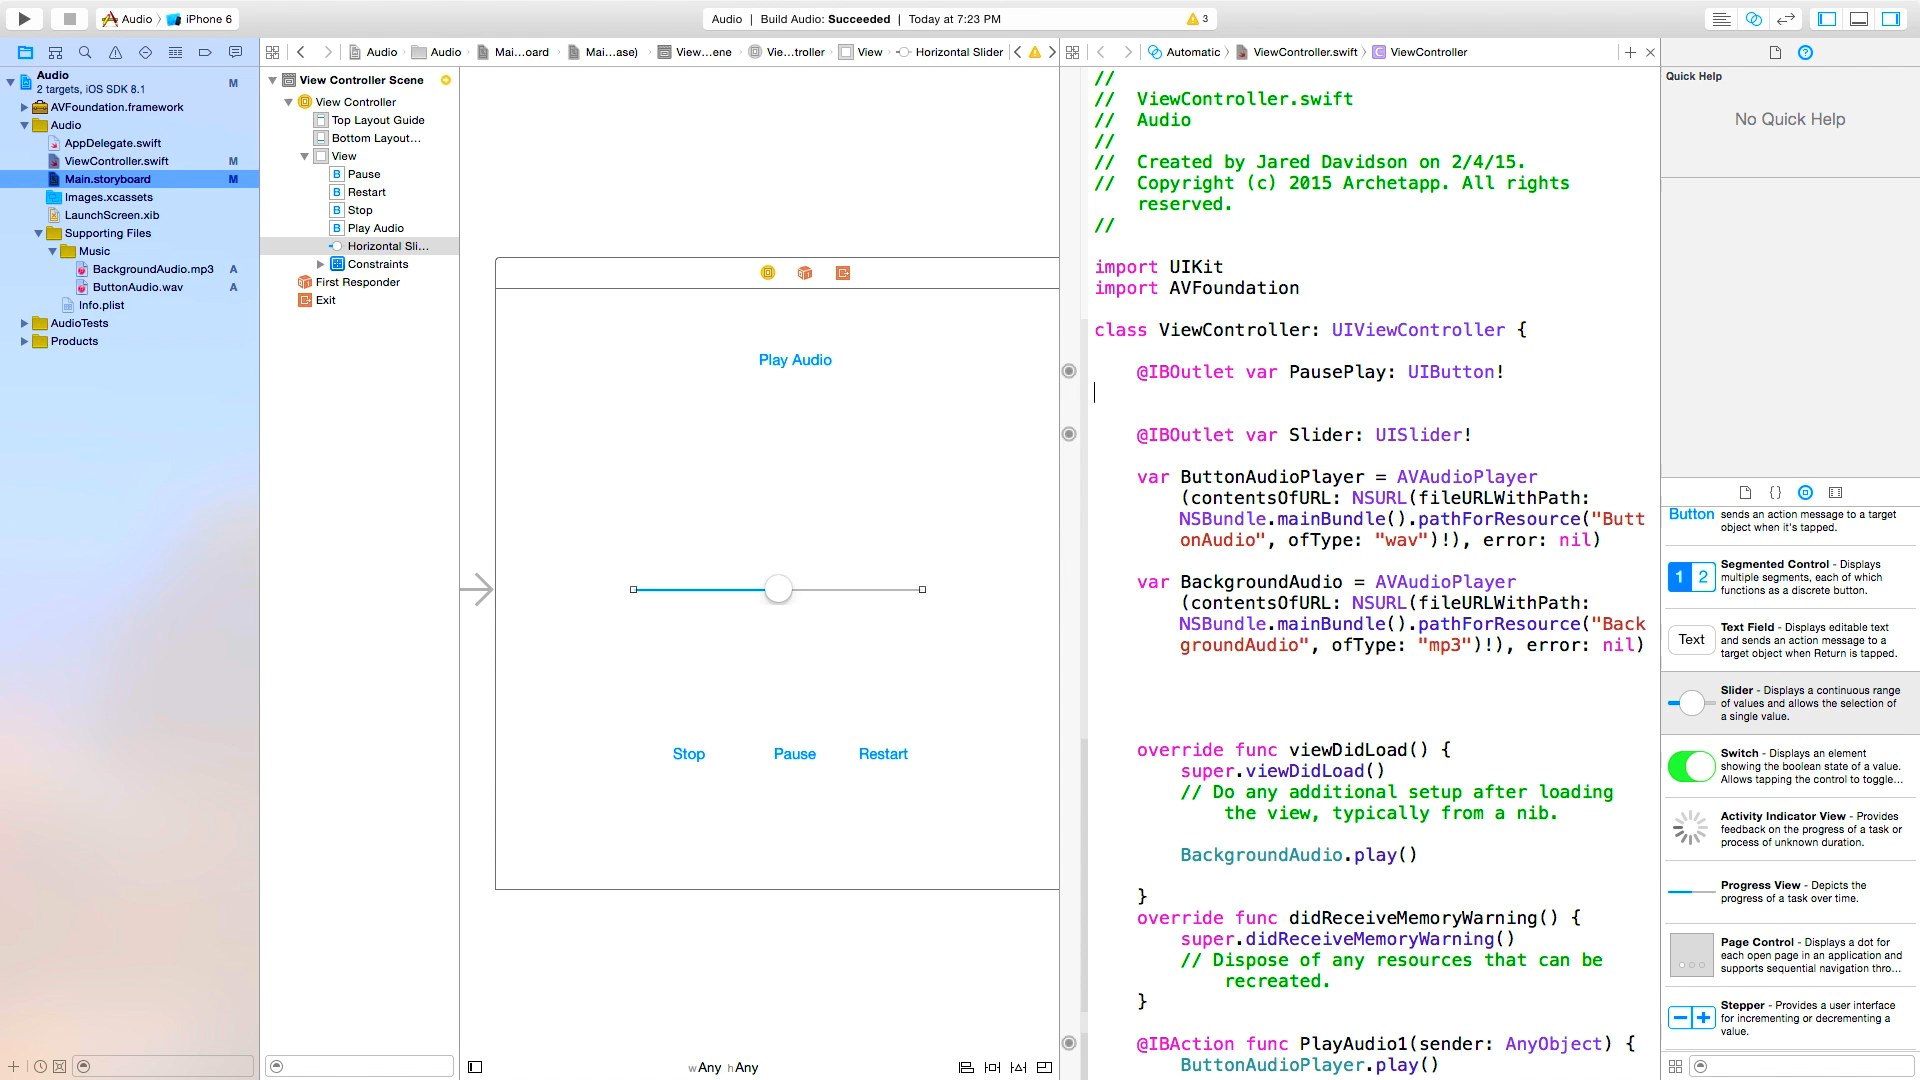 Audio
iPhone 6
Audio | Build Audio: Succeeded | Today at 7:23 PM
3
Audio
Audio
Mai...oard
Mai...ase)
View...ene
Vie...troller
View
Horizontal Slider
Automatic
ViewController.swift
ViewController
Audio
2 targets, iOS SDK 8.1
M
AVFoundation.framework
Audio
AppDelegate.swift
ViewController.swift
M
Main.storyboard
M
Images.xcassets
LaunchScreen.xib
Supporting Files
Music
BackgroundAudio.mp3
A
ButtonAudio.wav
A
Info.plist
AudioTests
Products
View Controller Scene
View Controller
Top Layout Guide
Bottom Layout...
View
B Pause
B Restart
B Stop
B Play Audio
Horizontal Sli...
Constraints
First Responder
Exit
Play Audio
Stop
Pause
Restart
wAny hAny
//
// ViewController.swift
// Audio
//
// Created by Jared Davidson on 2/4/15.
// Copyright (c) 2015 Archetapp. All rights
reserved.
//
import UIKit
import AVFoundation
class ViewController: UIViewController {
@IBOutlet var PausePlay: UIButton!
@IBOutlet var Slider: UISlider!
var ButtonAudioPlayer = AVAudioPlayer
(contentsOfURL: NSURL(fileURLWithPath:
NSBundle.mainBundle().pathForResource("Butt
onAudio", ofType: "wav")!), error: nil)
var BackgroundAudio = AVAudioPlayer
(contentsOfURL: NSURL(fileURLWithPath:
NSBundle.mainBundle().pathForResource("Back
groundAudio", ofType: "mp3")!), error: nil)
override func viewDidLoad() {
super.viewDidLoad()
// Do any additional setup after loading
the view, typically from a nib.
BackgroundAudio.play()
}
override func didReceiveMemoryWarning() {
super.didReceiveMemoryWarning()
// Dispose of any resources that can be
recreated.
}
@IBAction func PlayAudio1(sender: AnyObject) {
ButtonAudioPlayer.play()
Quick Help
No Quick Help
{}
Button
sends an action message to a target
object when it's tapped.
1 2
Segmented Control - Displays
multiple segments, each of which
functions as a discrete button.
Text
Text Field - Displays editable text
and sends an action message to a
target object when Return is tapped.
Slider - Displays a continuous range
of values and allows the selection of
a single value.
Switch - Displays an element
showing the boolean state of a value.
Allows tapping the control to toggle...
Activity Indicator View - Provides
feedback on the progress of a task or
process of unknown duration.
Progress View - Depicts the
progress of a task over time.
Page Control - Displays a dot for
each open page in an application and
supports sequential navigation thro...
Stepper - Provides a user interface
for incrementing or decrementing a
value.